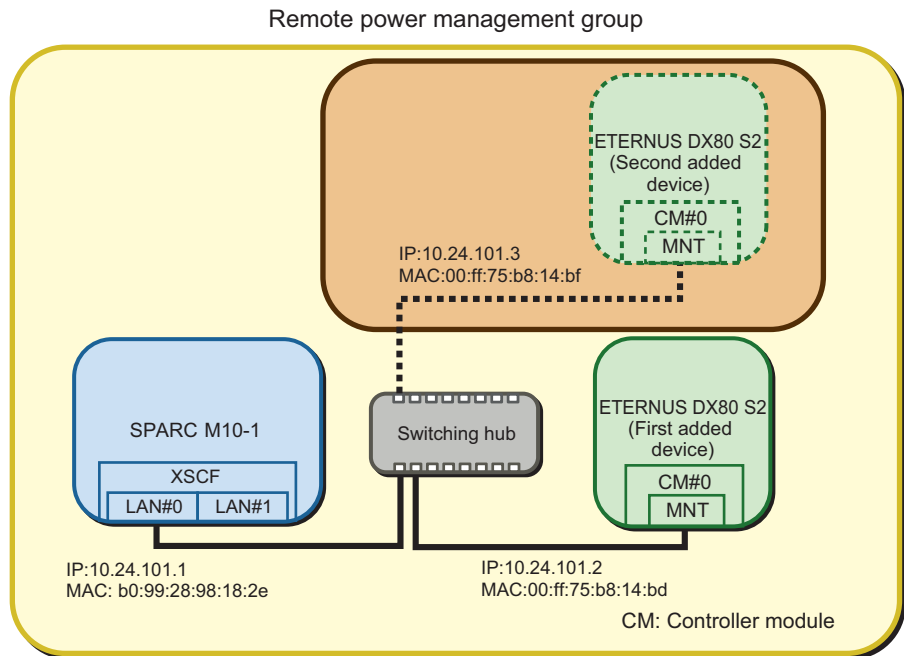 Remote power management group
ETERNUS DX80 S2
(Second added
device)
CM#0
MNT
IP:10.24.101.3
MAC:00:ff:75:b8:14:bf
SPARC M10-1
XSCF
LAN#0
LAN#1
Switching hub
ETERNUS DX80 S2
(First added
device)
CM#0
MNT
IP:10.24.101.1
MAC: b0:99:28:98:18:2e
IP:10.24.101.2
MAC:00:ff:75:b8:14:bd
CM: Controller module